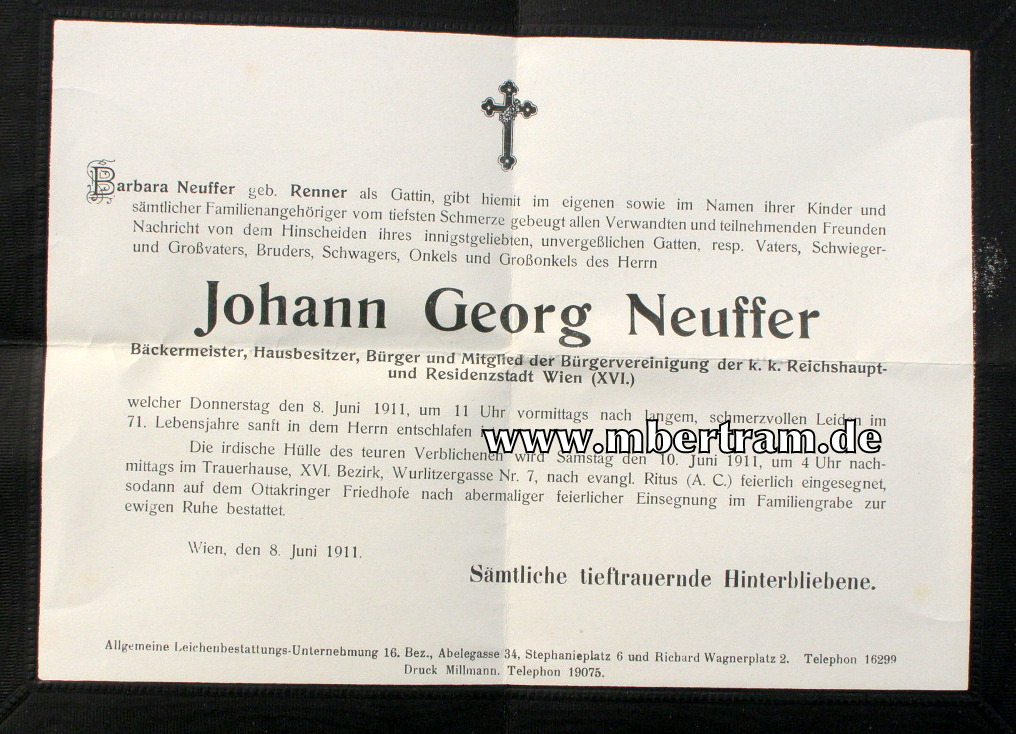 Barbara Neuffer geb. Renner als Gattin, gibt hiemit im eigenen sowie im Namen ihrer Kinder und
sämtlicher Familienangehöriger vom tiefsten Schmerze gebeugt allen Verwandten und teilnehmenden Freunden
Nachricht von dem Hinscheiden ihres innigstgeliebten, unvergeßlichen Gatten, resp. Vaters, Schwieger-
und Großvaters, Bruders, Schwagers, Onkels und Großonkels des Herrn
Johann Georg Neuffer
Bäckermeister, Hausbesitzer, Bürger und Mitglied der Bürgervereinigung der k. k. Reichshaupt-
und Residenzstadt Wien (XVI.)
welcher Donnerstag den 8. Juni 1911, um 11 Uhr vormittags nach langem, schmerzvollen Leiden im
71. Lebensjahre sanft in dem Herrn entschlafen
www.mbertram.de
Die irdische Hülle des teuren Verblichenen wird Samstag den 10. Juni 1911, um 4 Uhr nach-
mittags im Trauerhause, XVI. Bezirk, Wurlitzergasse Nr. 7, nach evangl. Ritus (A. C.) feierlich eingesegnet,
sodann auf dem Ottakringer Friedhofe nach abermaliger feierlicher Einsegnung im Familiengrabe zur
ewigen Ruhe bestattet.
Wien, den 8. Juni 1911.
Sämtliche tieftrauernde Hinterbliebene.
Allgemeine Leichenbestattungs-Unternehmung 16. Bez., Abelegasse 34, Stephanieplatz 6 und Richard Wagnerplatz 2. Telephon 16299
Druck Millmann. Telephon 19075.